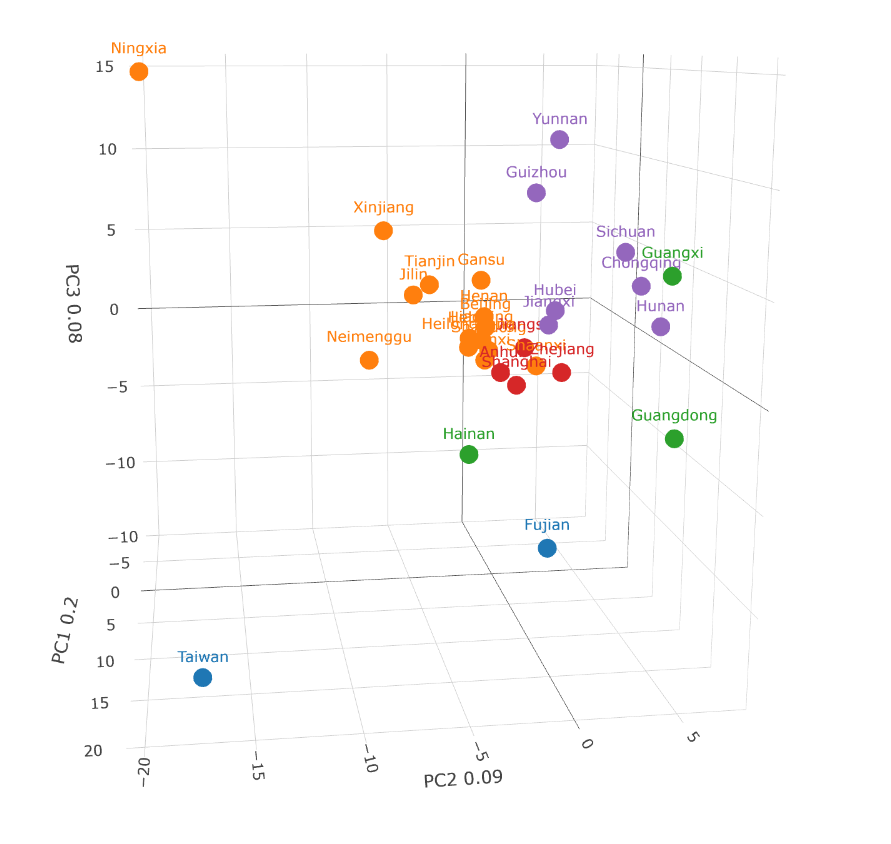 Ningxia
15
Yunnan
10
Guizhou
Xinjiang
5
Sichuan
Guangxi
Tianjin
Gansu
Chongqing
Jilin
PC3 0.08
Henan
Hubei
Beijing
Jiangxi
0
Hunan
Neimenggu
Shaanxi
Anhui
Zhejiang
Shanghai
−5
Guangdong
Hainan
−10
Fujian
−10
−5
0
PC1 0.2
5
Taiwan
10
15
20
−20
−15
−10
−5
0
5
PC2 0.09